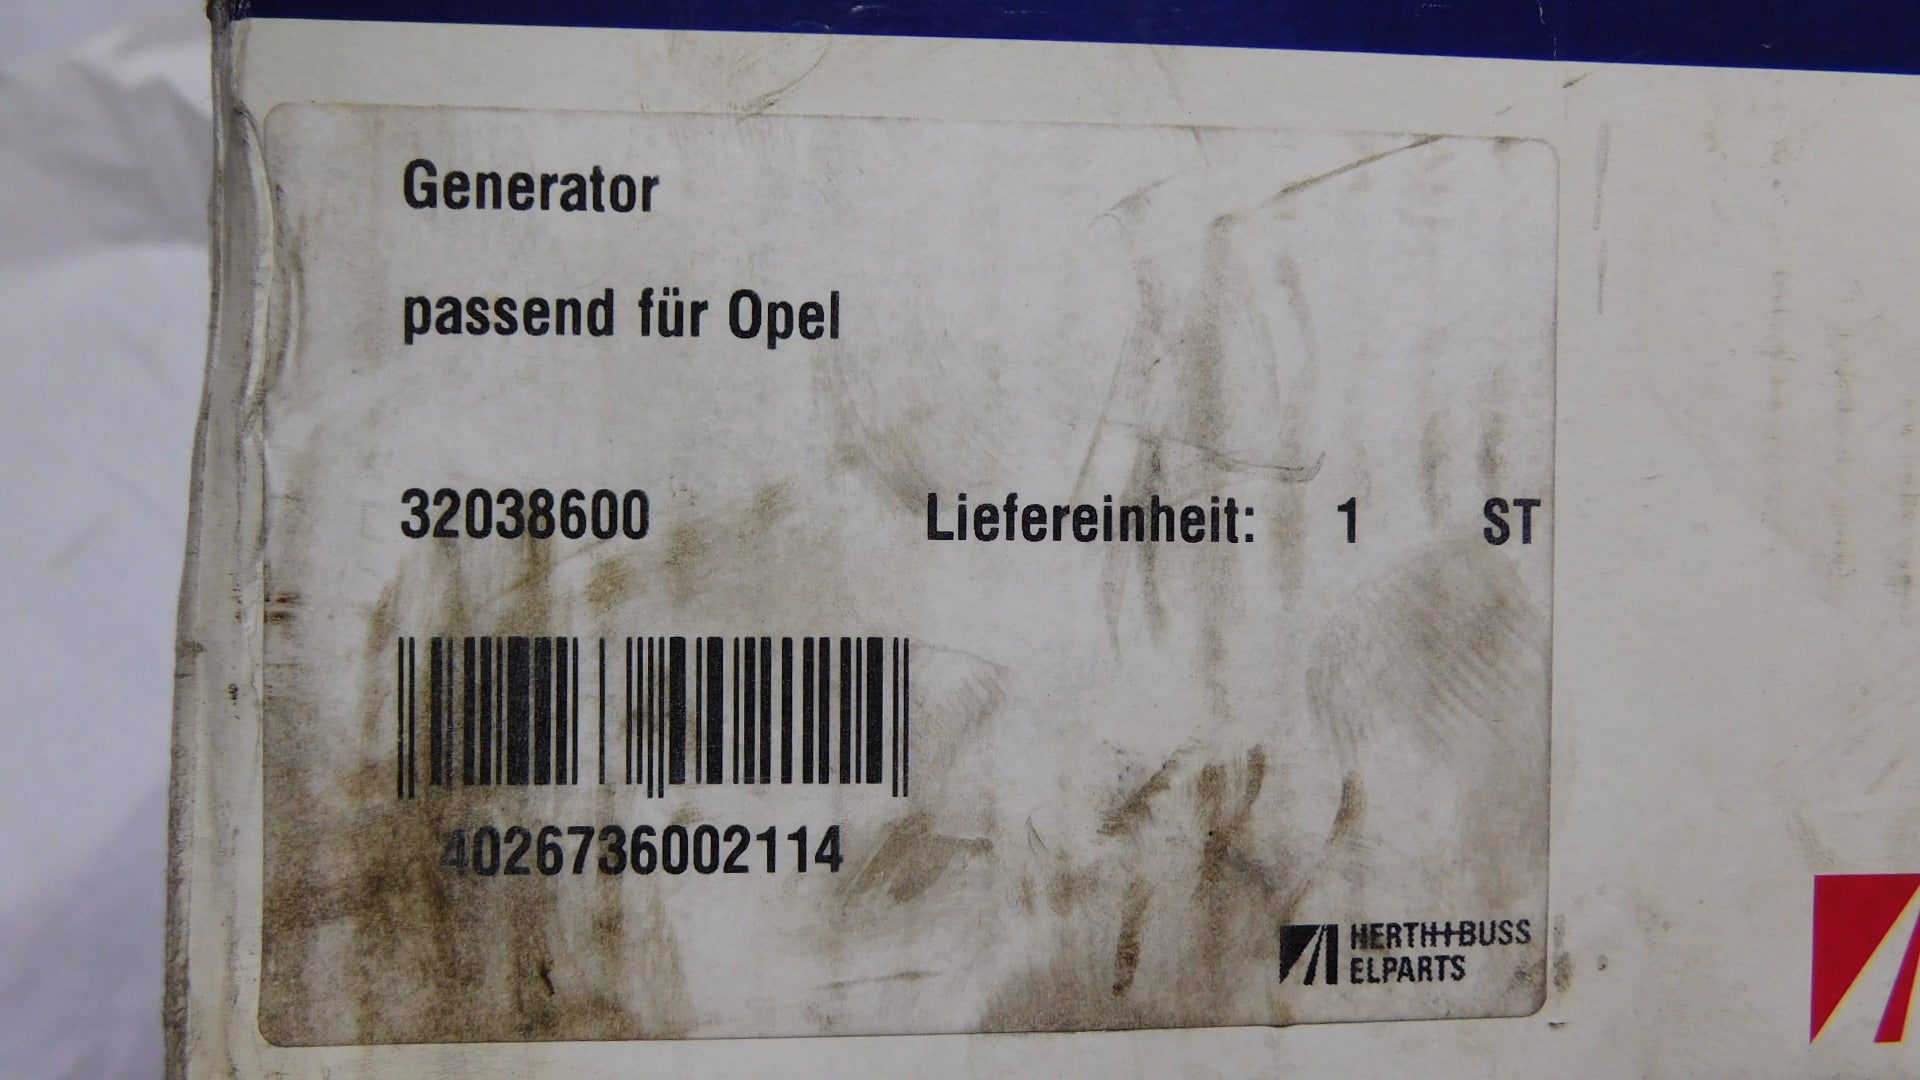 Generator
passend für Opel
32038600 Liefereinheit: 1 ST
4026736002114
HERTH+BUSS
ELPARTS